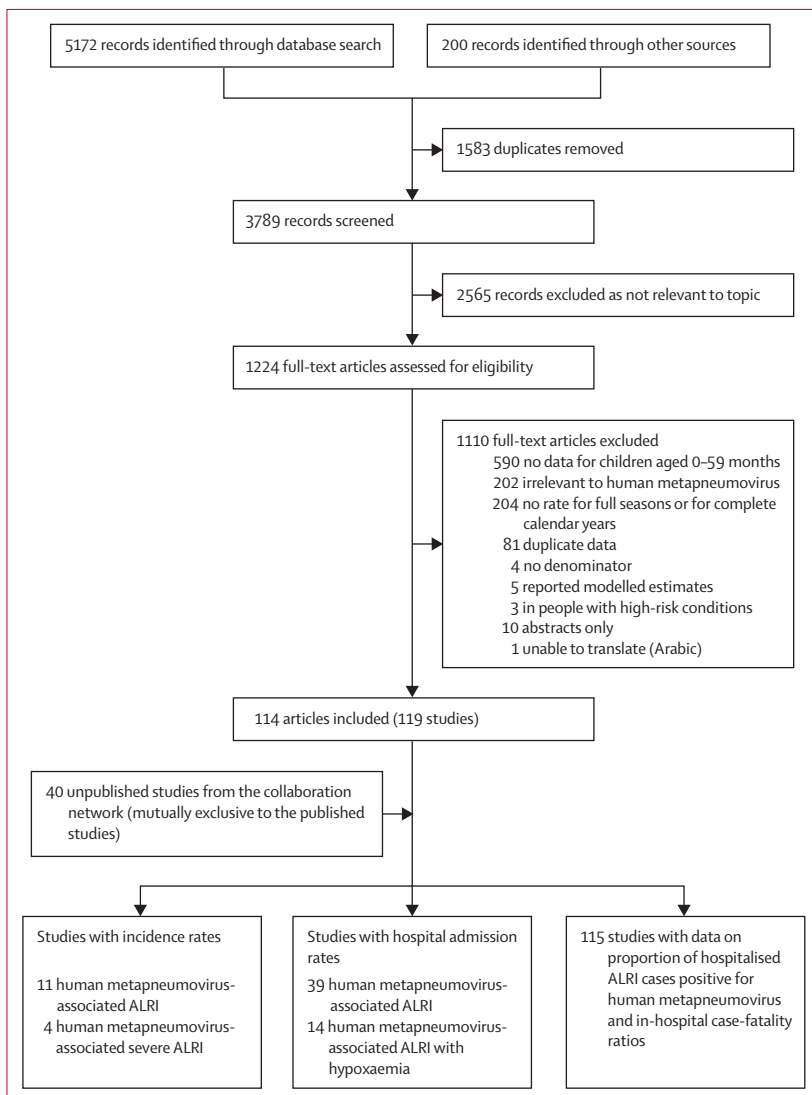 5172 records identified through database search
200 records identified through other sources
1583 duplicates removed
3789 records screened
2565 records excluded as not relevant to topic
1224 full-text articles assessed for eligibility
1110 full-text articles excluded
590 no data for children aged 0–59 months
202 irrelevant to human metapneumovirus
204 no rate for full seasons or for complete
calendar years
81 duplicate data
4 no denominator
5 reported modelled estimates
3 in people with high-risk conditions
10 abstracts only
1 unable to translate (Arabic)
114 articles included (119 studies)
40 unpublished studies from the collaboration
network (mutually exclusive to the published
studies)
Studies with incidence rates
11 human metapneumovirus-
associated ALRI
4 human metapneumovirus-
associated severe ALRI
Studies with hospital admission
rates
39 human metapneumovirus-
associated ALRI
14 human metapneumovirus-
associated ALRI with
hypoxaemia
115 studies with data on
proportion of hospitalised
ALRI cases positive for
human metapneumovirus
and in-hospital case-fatality
ratios